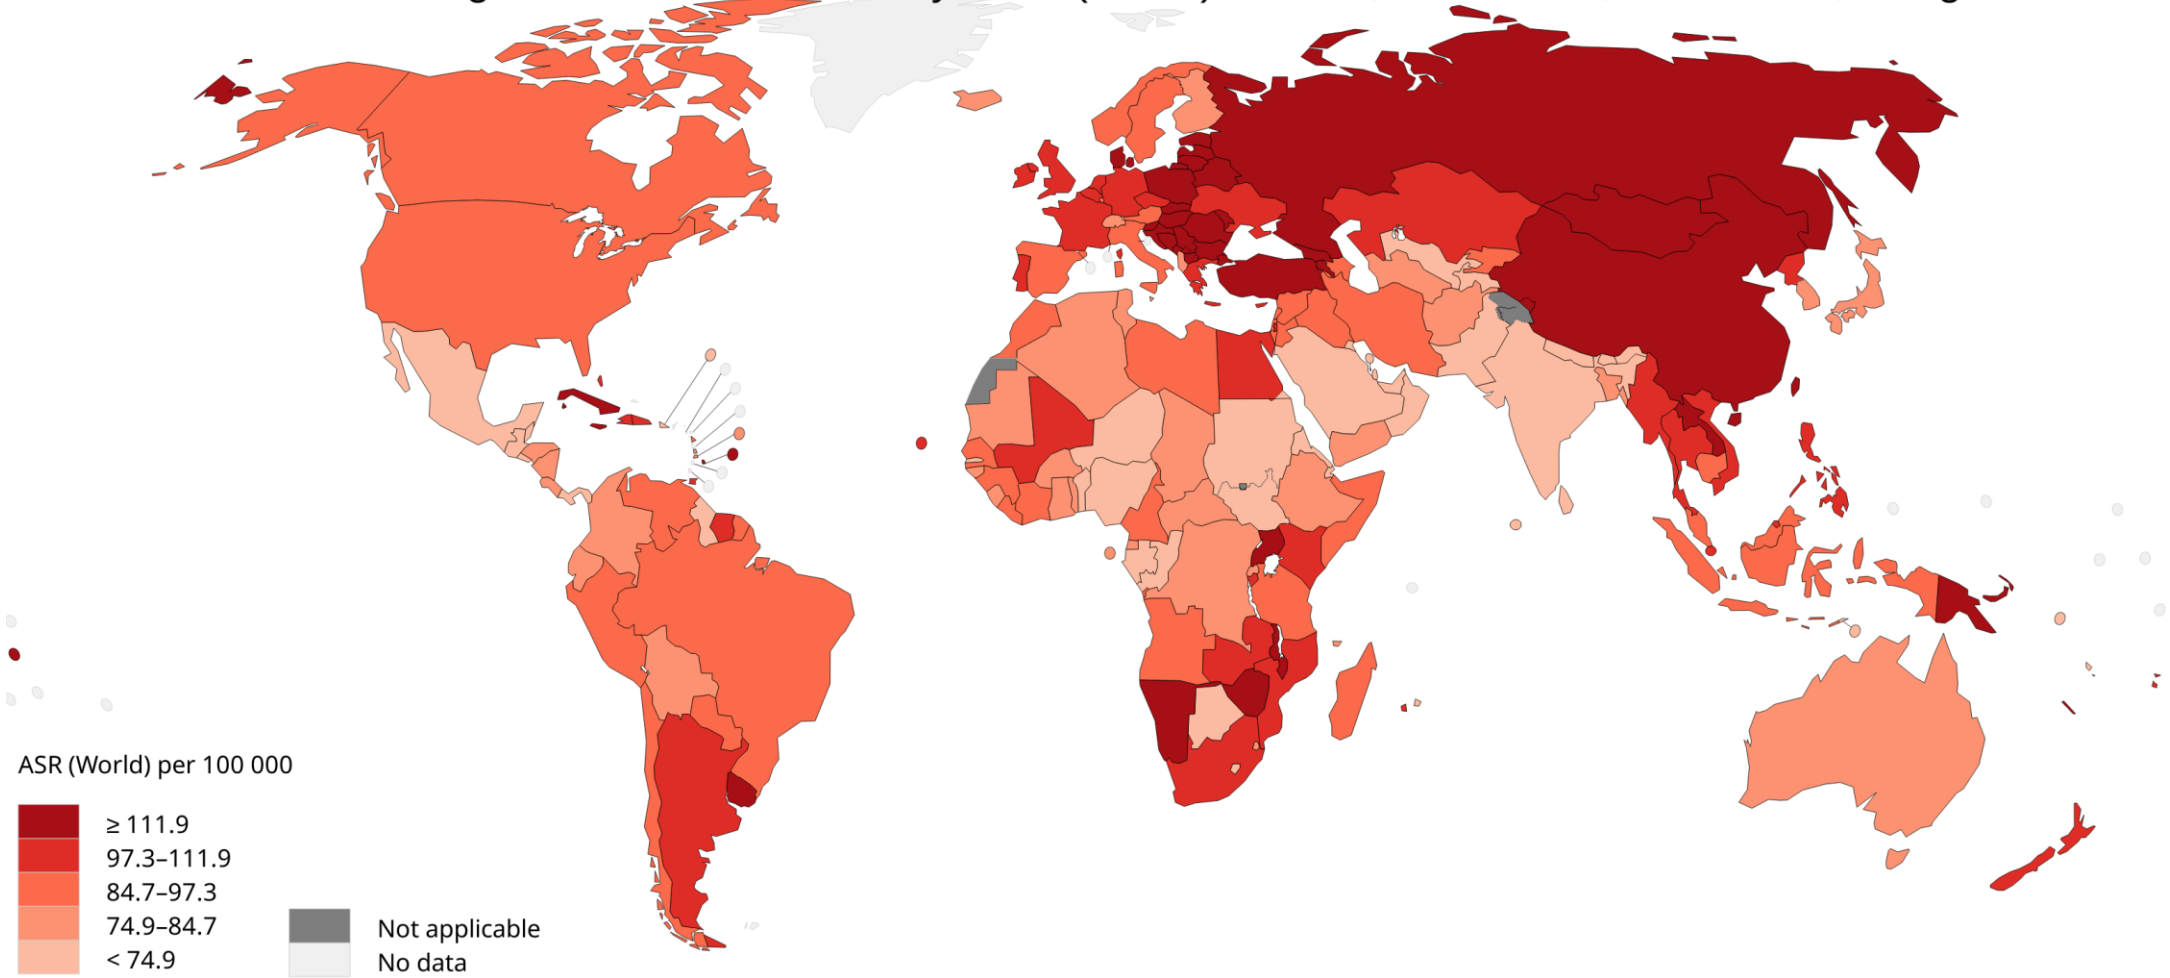 ASR (World) per 100 000
≥ 111.9
97.3–111.9
84.7–97.3
74.9–84.7
< 74.9
Not applicable
No data